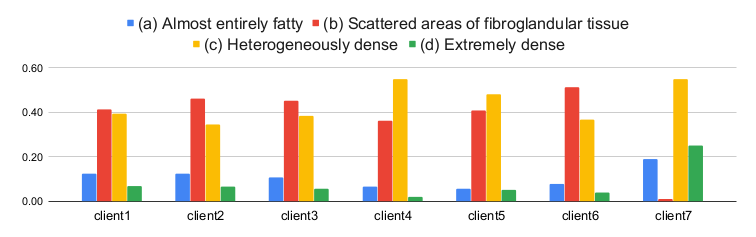 (a) Almost entirely fatty (b) Scattered areas of fibroglandular tissue
(c) Heterogeneously dense (d) Extremely dense
0.60
0.40
0.20
0.00
client1 client2 client3 client4 client5 client6 client7